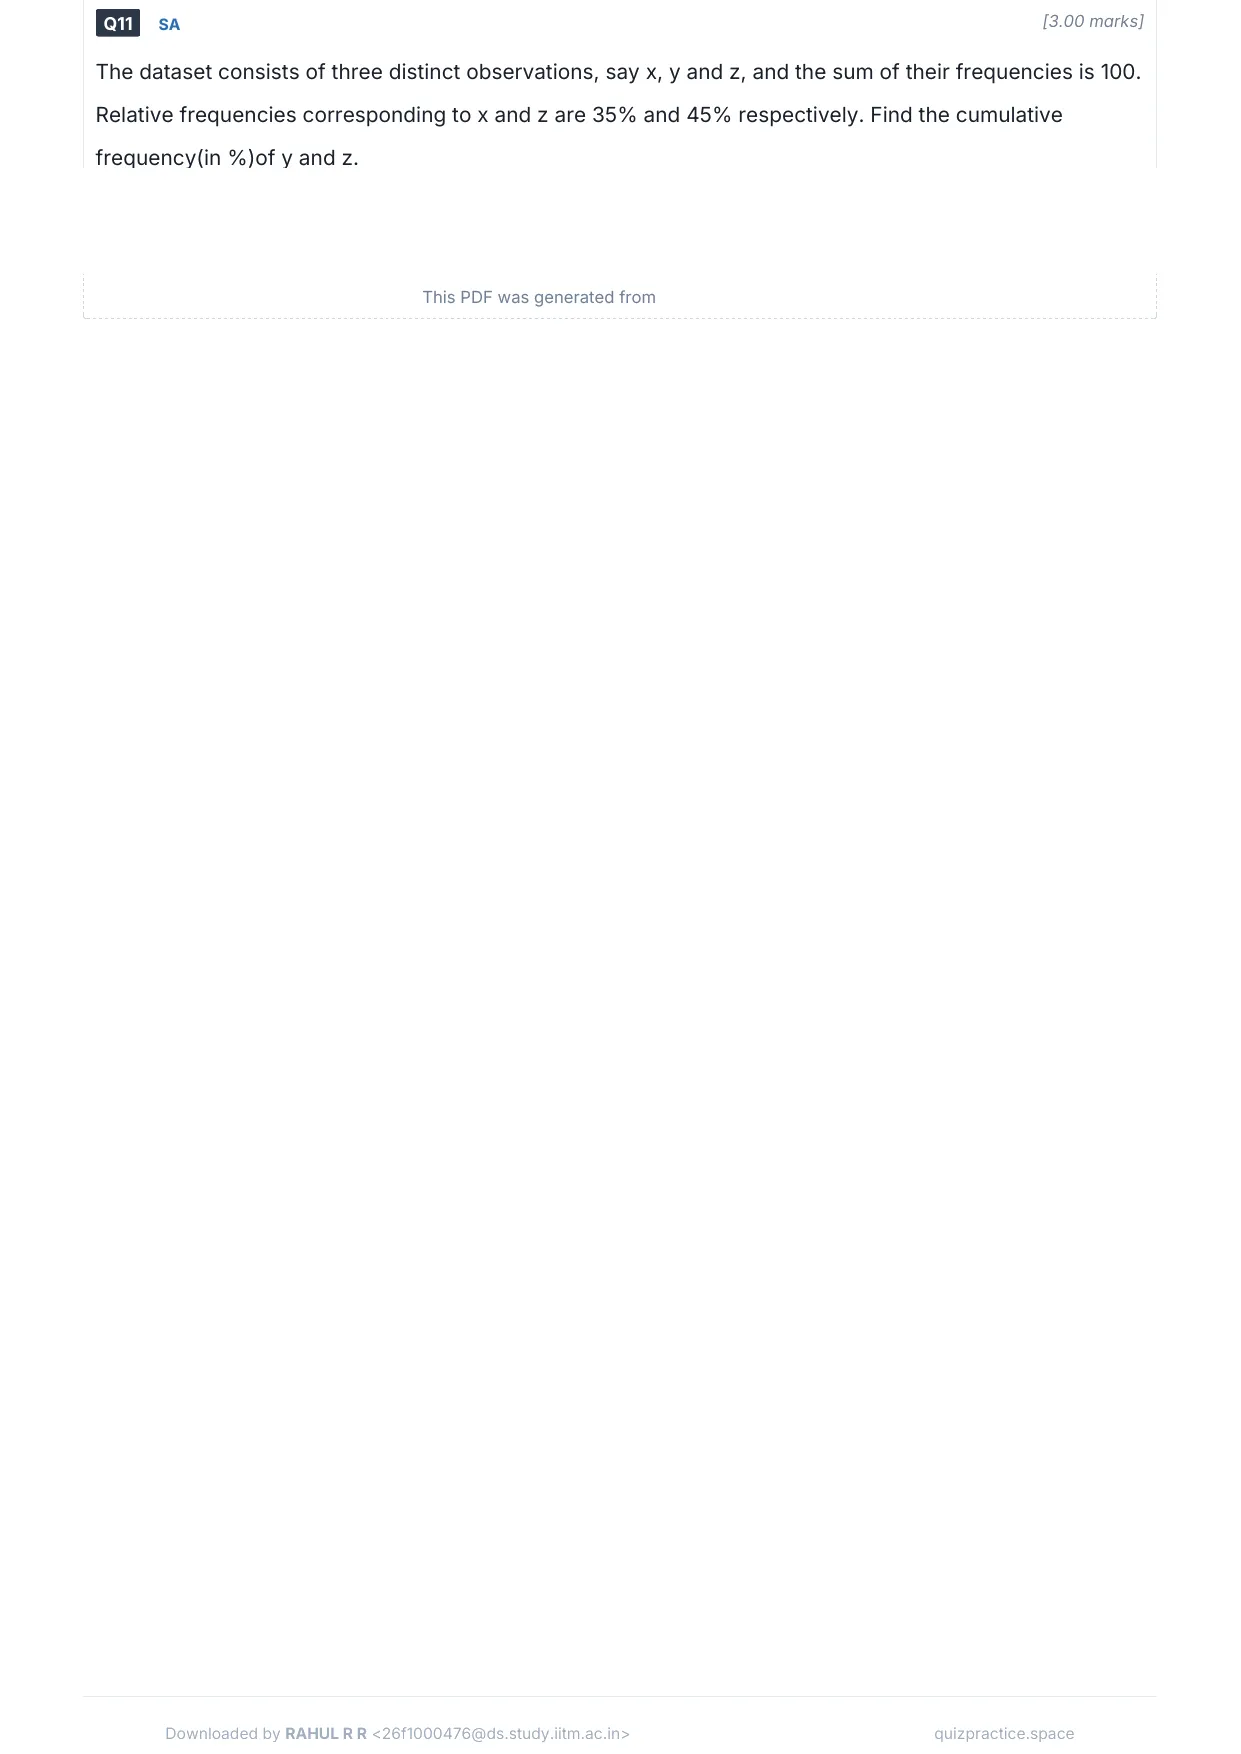 Q11 SA [3.00 marks]
The dataset consists of three distinct observations, say x, y and z, and the sum of their frequencies is 100.
Relative frequencies corresponding to x and z are 35% and 45% respectively. Find the cumulative
frequency(in %)of y and z.
This PDF was generated from
Downloaded by RAHUL R R <26f1000476@ds.study.iitm.ac.in> quizpractice.space